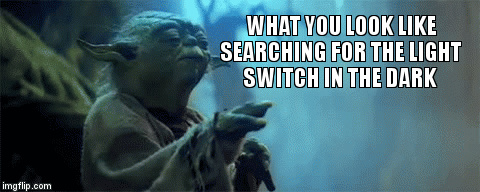 WHAT YOU LOOK LIKE
SEARCHING FOR THE LIGHT
SWITCH IN THE DARK
imgflip.com